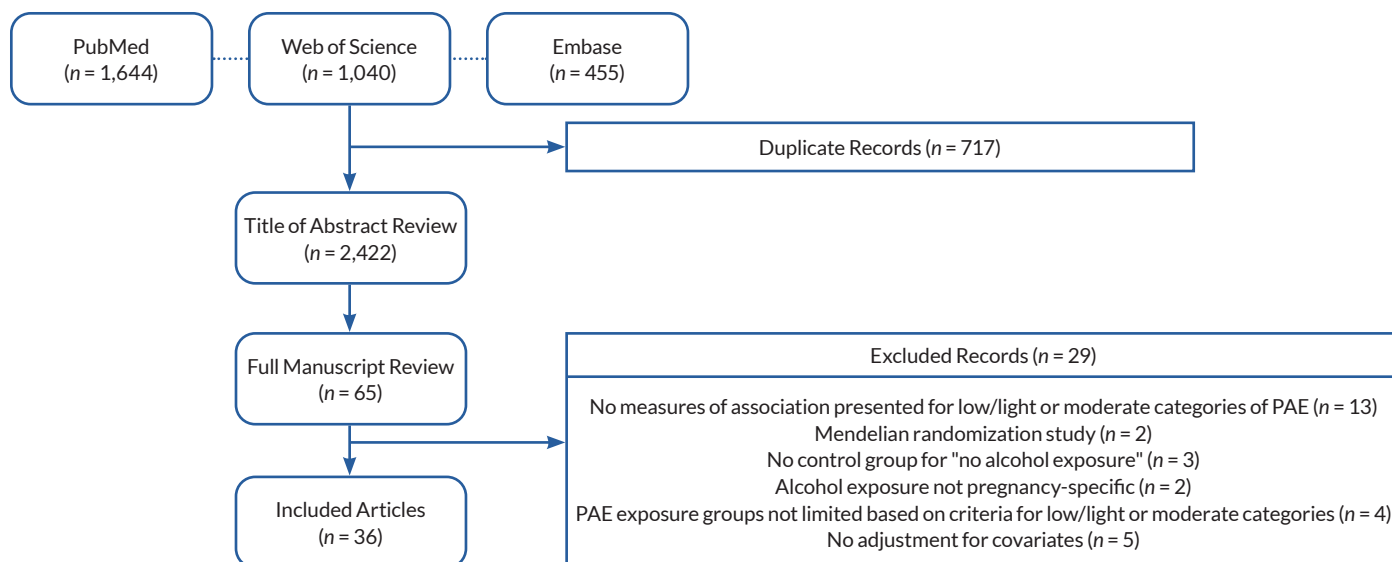 PubMed
(n = 1,644)
Web of Science
(n = 1,040)
Embase
(n = 455)
Duplicate Records (n = 717)
Title of Abstract Review
(n = 2,422)
Full Manuscript Review
(n = 65)
Excluded Records (n = 29)
No measures of association presented for low/light or moderate categories of PAE (n = 13)
Mendelian randomization study (n = 2)
No control group for "no alcohol exposure" (n = 3)
Alcohol exposure not pregnancy-specific (n = 2)
PAE exposure groups not limited based on criteria for low/light or moderate categories (n = 4)
No adjustment for covariates (n = 5)
Included Articles
(n = 36)